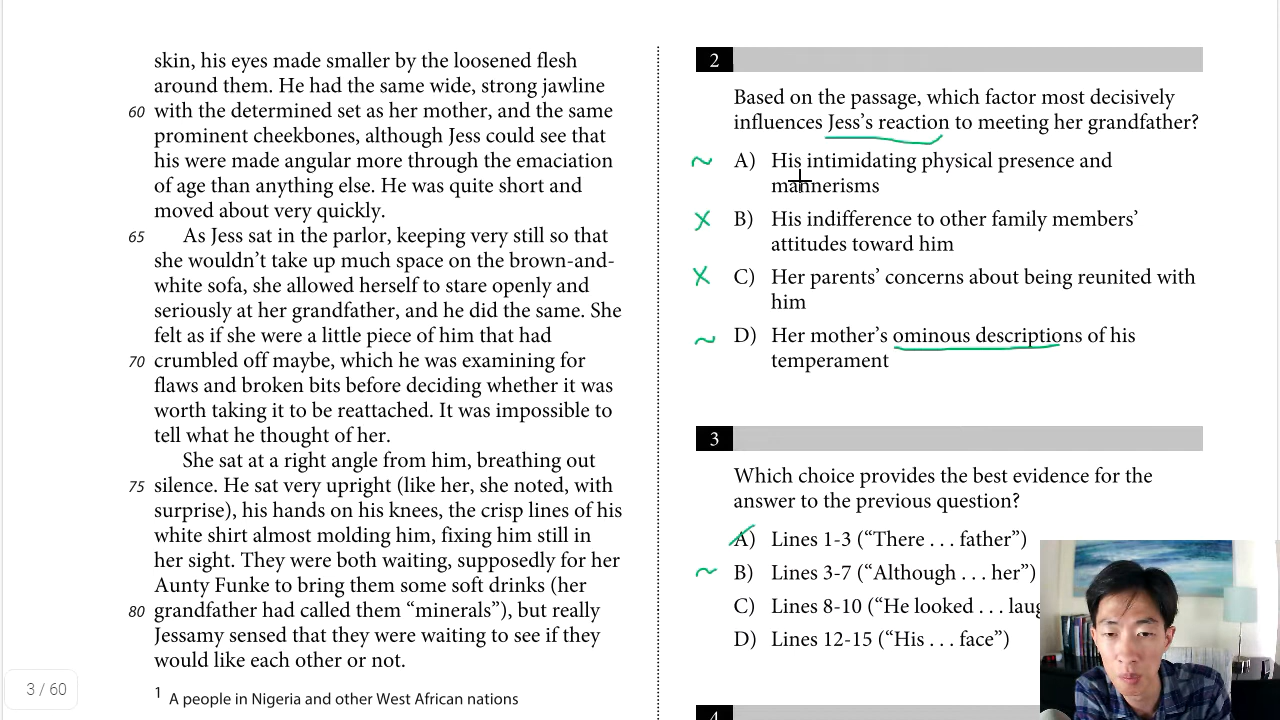 skin, his eyes made smaller by the loosened flesh
around them. He had the same wide, strong jawline
60 with the determined set as her mother, and the same
prominent cheekbones, although Jess could see that
his were made angular more through the emaciation
of age than anything else. He was quite short and
moved about very quickly.
65 As Jess sat in the parlor, keeping very still so that
she wouldn’t take up much space on the brown-and-
white sofa, she allowed herself to stare openly and
seriously at her grandfather, and he did the same. She
felt as if she were a little piece of him that had
70 crumbled off maybe, which he was examining for
flaws and broken bits before deciding whether it was
worth taking it to be reattached. It was impossible to
tell what he thought of her.
She sat at a right angle from him, breathing out
75 silence. He sat very upright (like her, she noted, with
surprise), his hands on his knees, the crisp lines of his
white shirt almost molding him, fixing him still in
her sight. They were both waiting, supposedly for her
Aunty Funke to bring them some soft drinks (her
80 grandfather had called them “minerals”), but really
Jessamy sensed that they were waiting to see if they
would like each other or not.
1 A people in Nigeria and other West African nations
3 / 60
2
Based on the passage, which factor most decisively
influences Jess’s reaction to meeting her grandfather?
A) His intimidating physical presence and
mannerisms
B) His indifference to other family members’
attitudes toward him
C) Her parents’ concerns about being reunited with
him
D) Her mother’s ominous descriptions of his
temperament
3
Which choice provides the best evidence for the
answer to the previous question?
A) Lines 1-3 (“There . . . father”)
B) Lines 3-7 (“Although . . . her”)
C) Lines 8-10 (“He looked . . .
D) Lines 12-15 (“His . . . face”)
4